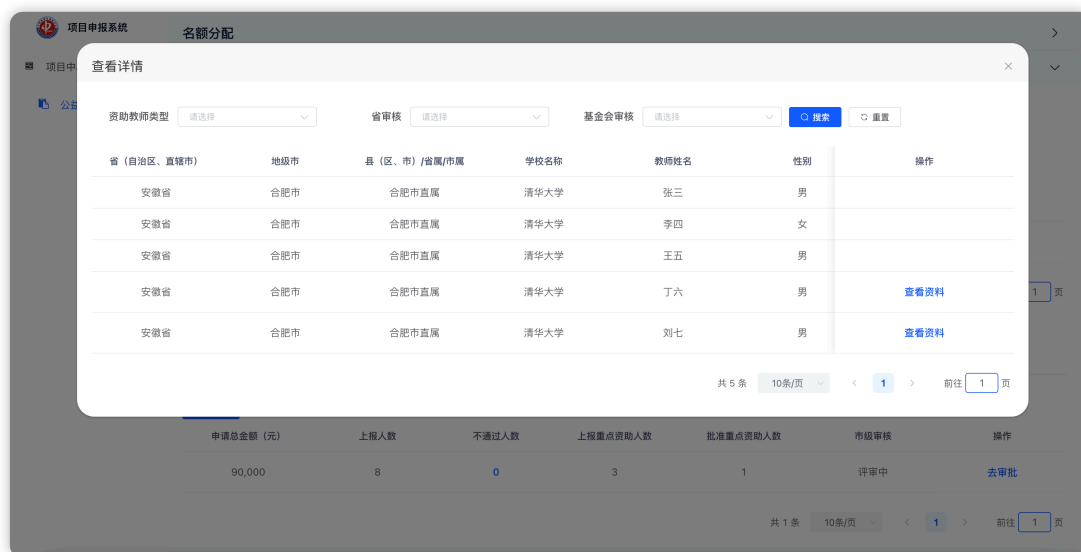 项目申报系统
名额分配
项目申
公益
查看详情
资助教师类型 请选择 省审核 请选择 基金会审核 请选择 搜索 重置
省（自治区、直辖市） 地级市 县（区、市）/省属/市属 学校名称 教师姓名 性别 操作
安徽省 合肥市 合肥市直属 清华大学 张三 男
安徽省 合肥市 合肥市直属 清华大学 李四 女
安徽省 合肥市 合肥市直属 清华大学 王五 男
安徽省 合肥市 合肥市直属 清华大学 丁六 男 查看资料
1 页
安徽省 合肥市 合肥市直属 清华大学 刘七 男 查看资料
共 5 条 10条/页 1 前往 1 页
申请总金额（元） 上报人数 不通过人数 上报重点资助人数 批准重点资助人数 市级审核 操作
90,000 8 0 3 1 评审中 去审批
共 1 条 10条/页 1 前往 1 页